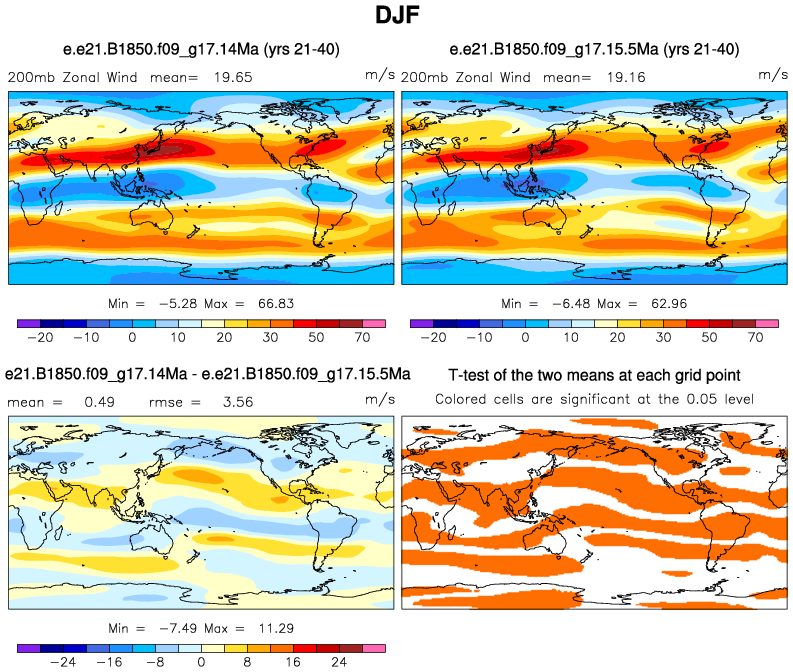 DJF
e.e21.B1850.f09_g17.14Ma (yrs 21-40)
200mb Zonal Wind mean= 19.65 m/s
Min = −5.28 Max = 66.83
−20 −10 0 10 20 30 50 70
e.e21.B1850.f09_g17.15.5Ma (yrs 21-40)
200mb Zonal Wind mean= 19.16 m/s
Min = −6.48 Max = 62.96
−20 −10 0 10 20 30 50 70
e21.B1850.f09_g17.14Ma - e.e21.B1850.f09_g17.15.5Ma
mean = 0.49 rmse = 3.56 m/s
Min = −7.49 Max = 11.29
−24 −16 −8 0 8 16 24
T-test of the two means at each grid point
Colored cells are significant at the 0.05 level